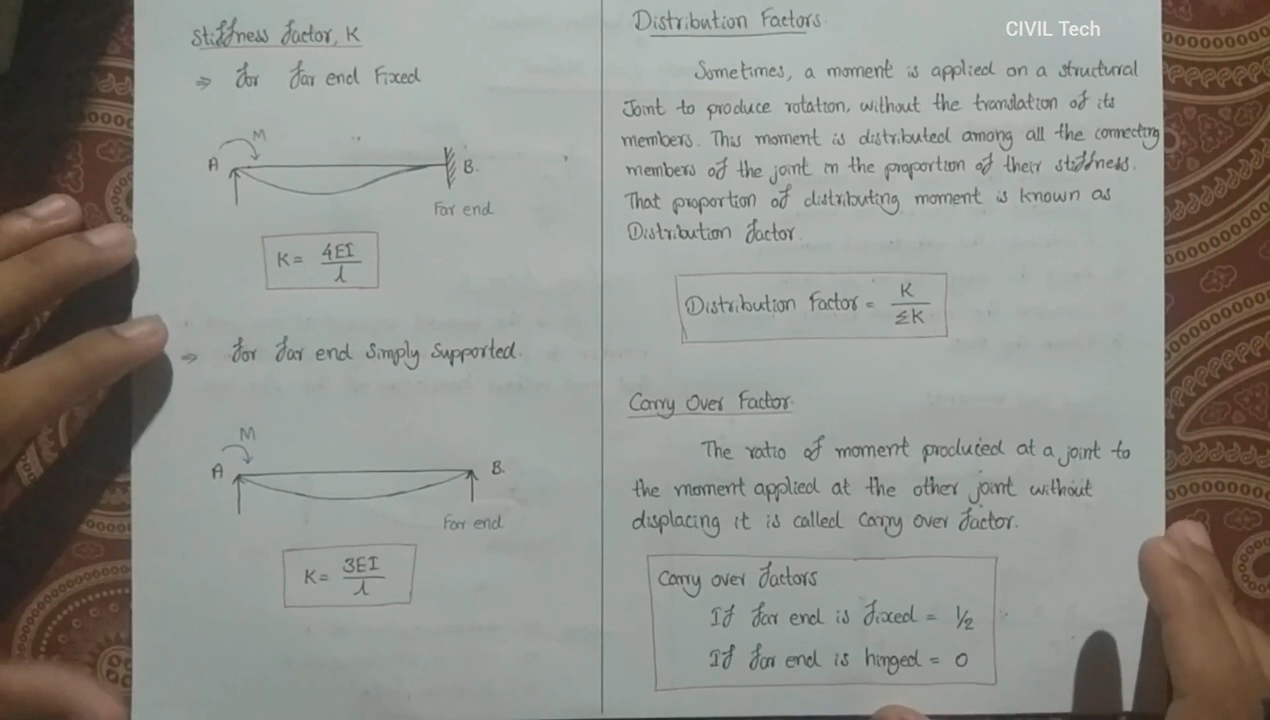 Stiffness factor, K
⇒ for far end Fixed
M
A
B.
Far end
K = 4EI / l
⇒ for far end Simply Supported.
M
A
B.
Far end
K = 3EI / l
Distribution Factors.
CIVIL Tech
Sometimes, a moment is applied on a structural
Joint to produce rotation, without the translation of its
members. This moment is distributed among all the connecting
members of the joint in the proportion of their stiffness.
That proportion of distributing moment is known as
Distribution factor.
Distribution Factor = K / ΣK
Carry Over Factor.
The ratio of moment produced at a joint to
the moment applied at the other joint without
displacing it is called Carry over factor.
Carry over factors
If far end is fixed = 1/2
If far end is hinged = 0